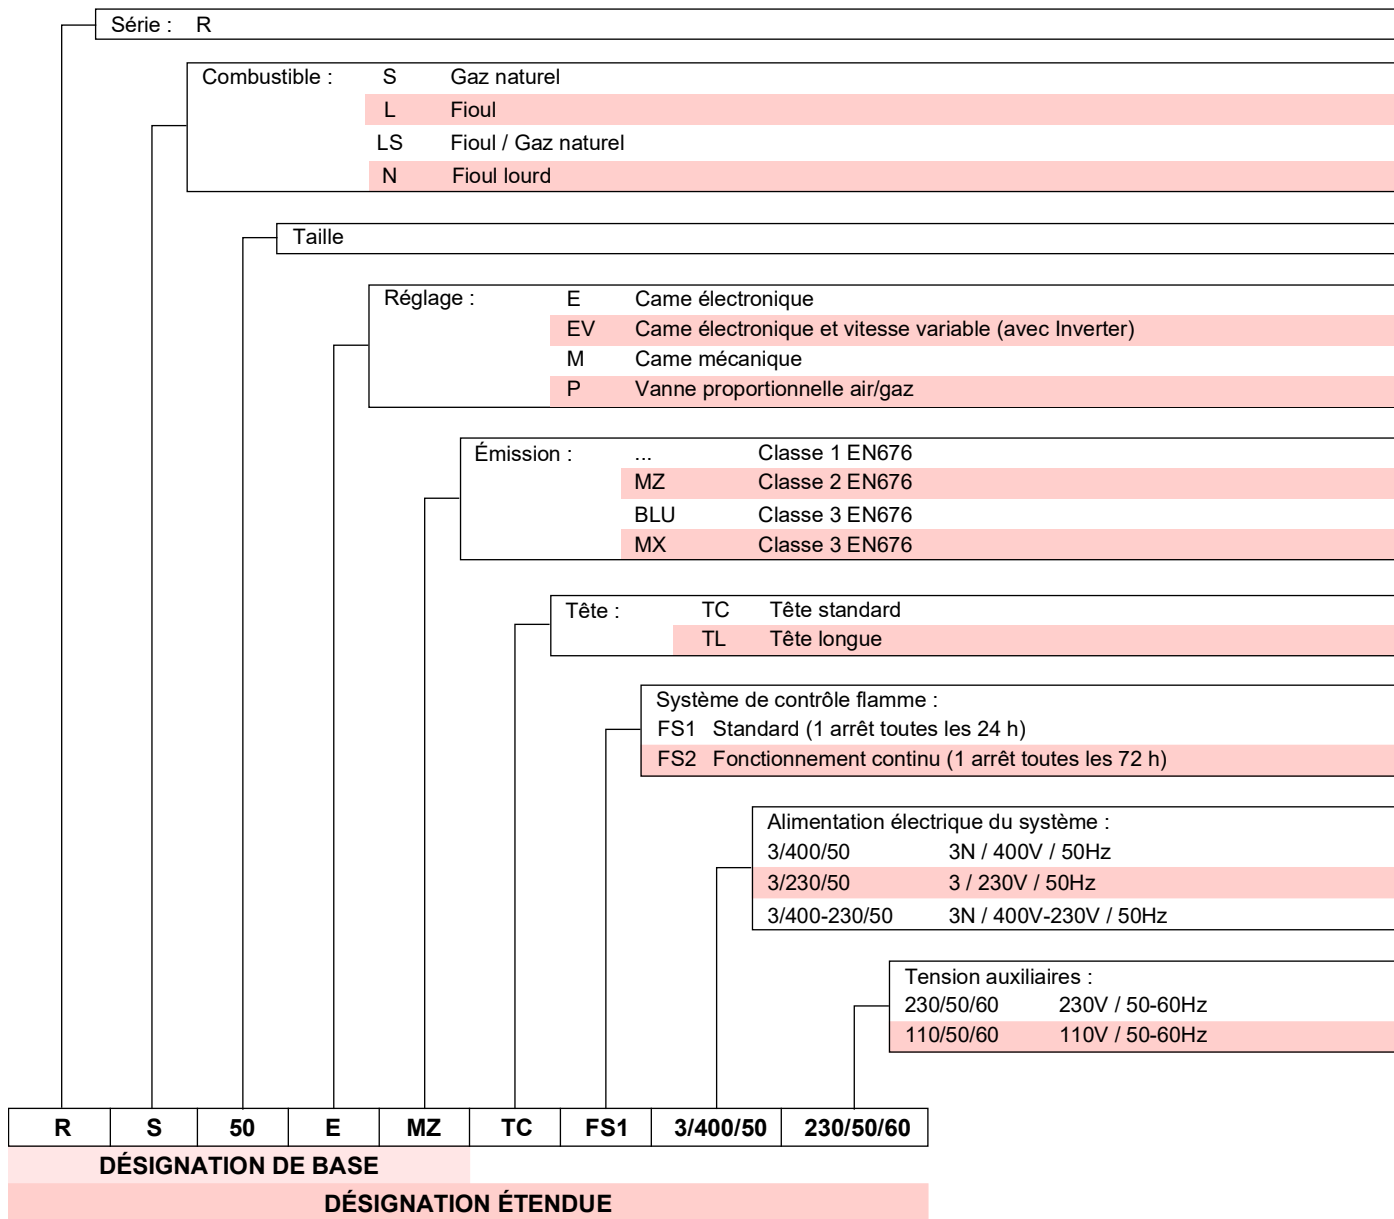 Série : R
Combustible : S Gaz naturel
L Fioul
LS Fioul / Gaz naturel
N Fioul lourd
Taille
Réglage : E Came électronique
EV Came électronique et vitesse variable (avec Inverter)
M Came mécanique
P Vanne proportionnelle air/gaz
Émission : ... Classe 1 EN676
MZ Classe 2 EN676
BLU Classe 3 EN676
MX Classe 3 EN676
Tête : TC Tête standard
TL Tête longue
Système de contrôle flamme :
FS1 Standard (1 arrêt toutes les 24 h)
FS2 Fonctionnement continu (1 arrêt toutes les 72 h)
Alimentation électrique du système :
3/400/50 3N / 400V / 50Hz
3/230/50 3 / 230V / 50Hz
3/400-230/50 3N / 400V-230V / 50Hz
Tension auxiliaires :
230/50/60 230V / 50-60Hz
110/50/60 110V / 50-60Hz
R S 50 E MZ TC FS1 3/400/50 230/50/60
DÉSIGNATION DE BASE
DÉSIGNATION ÉTENDUE